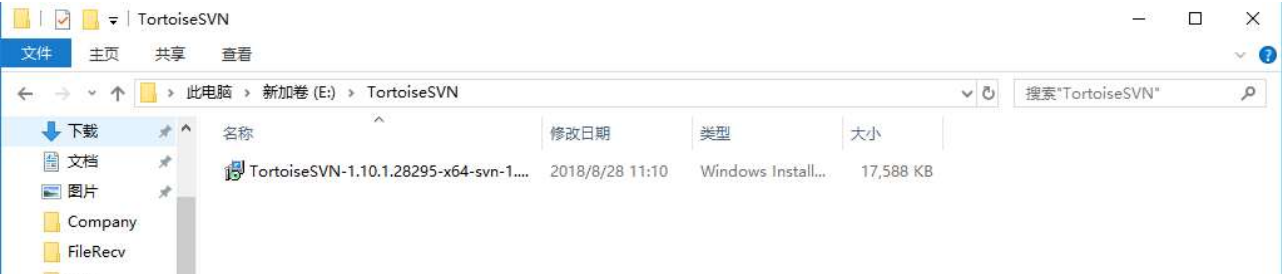 TortoiseSVN
文件 主页 共享 查看
此电脑 › 新加卷 (E:) › TortoiseSVN 搜索"TortoiseSVN"
下载 名称 修改日期 类型 大小
文档 TortoiseSVN-1.10.1.28295-x64-svn-1.... 2018/8/28 11:10 Windows Install... 17,588 KB
图片
Company
FileRecv